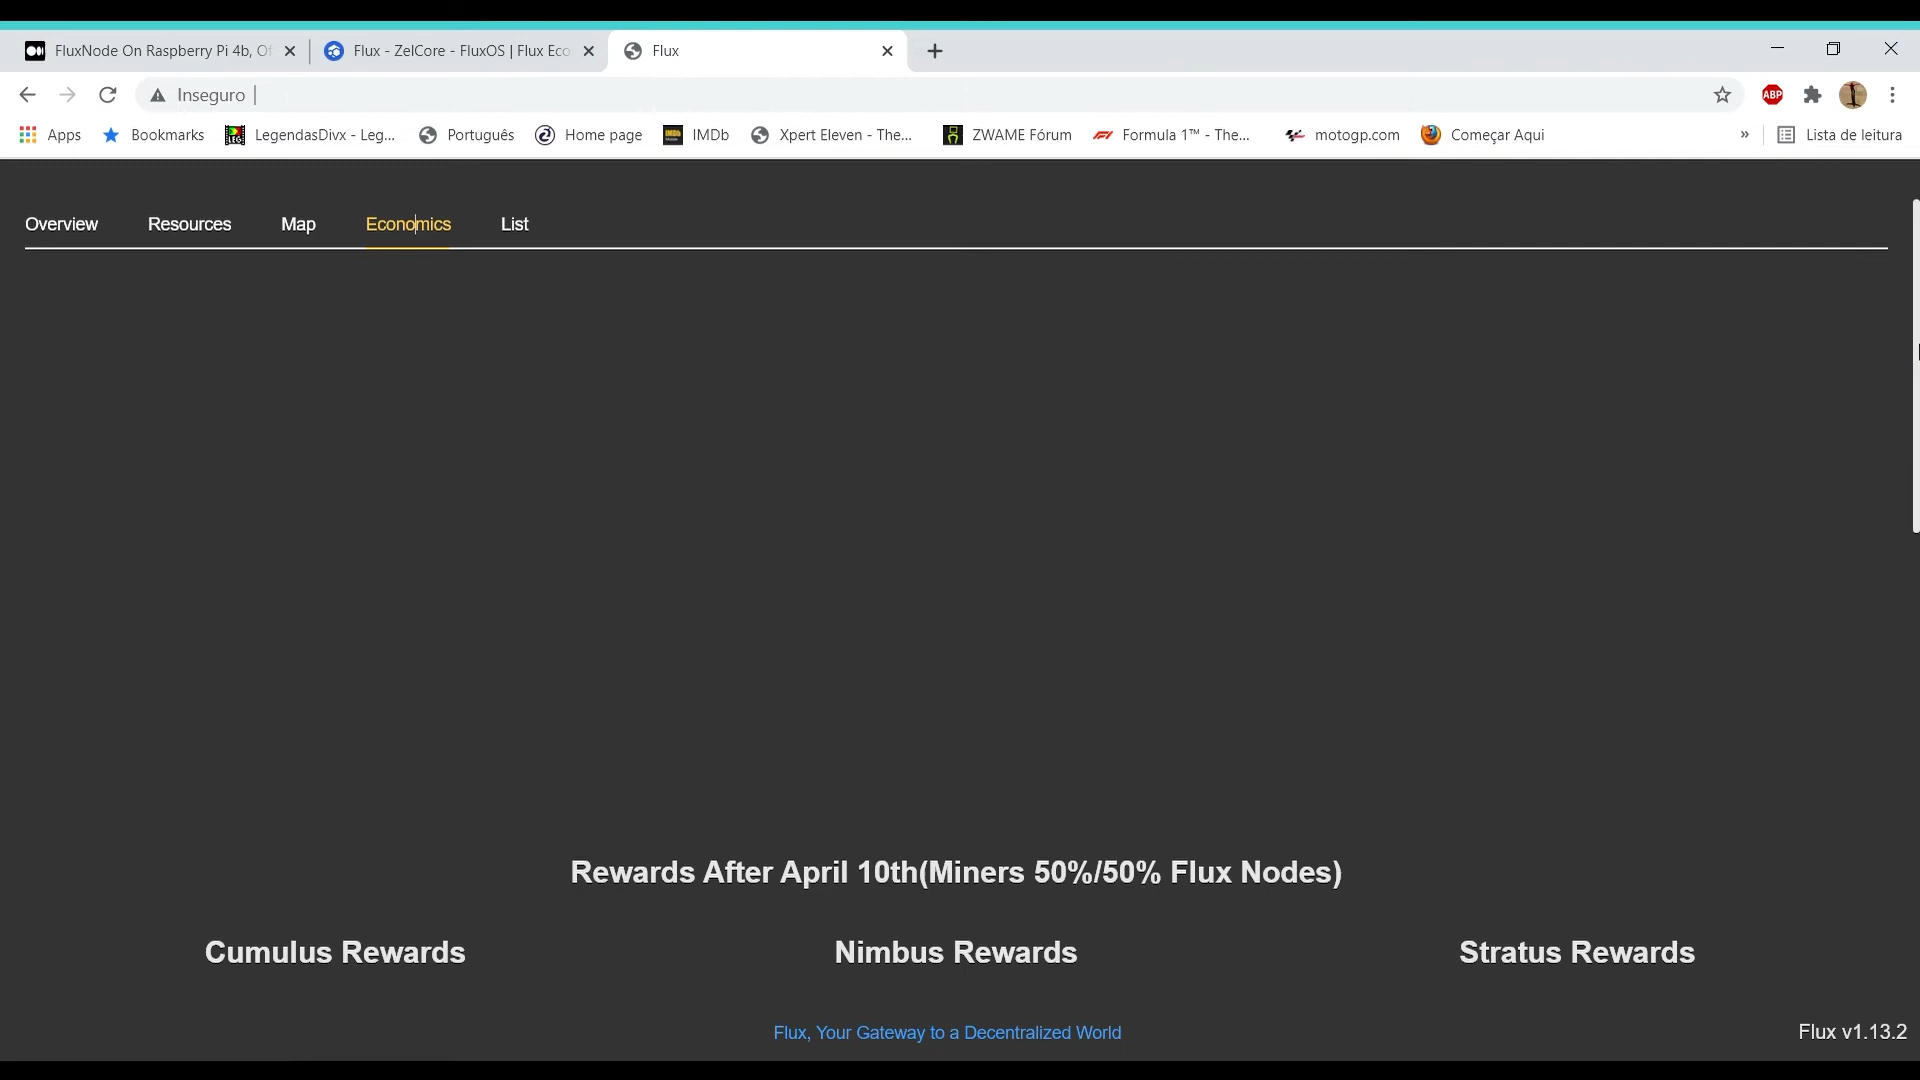 FluxNode On Raspberry Pi 4b, Of
Flux - ZelCore - FluxOS | Flux Eco
Flux
Inseguro
ABP
Apps
Bookmarks
LegendasDivx - Leg...
Português
Home page
IMDb
Xpert Eleven - The...
ZWAME Fórum
Formula 1™ - The...
motogp.com
Começar Aqui
»
Lista de leitura
Overview
Resources
Map
Economics
List
Rewards After April 10th(Miners 50%/50% Flux Nodes)
Cumulus Rewards
Nimbus Rewards
Stratus Rewards
Flux, Your Gateway to a Decentralized World
Flux v1.13.2